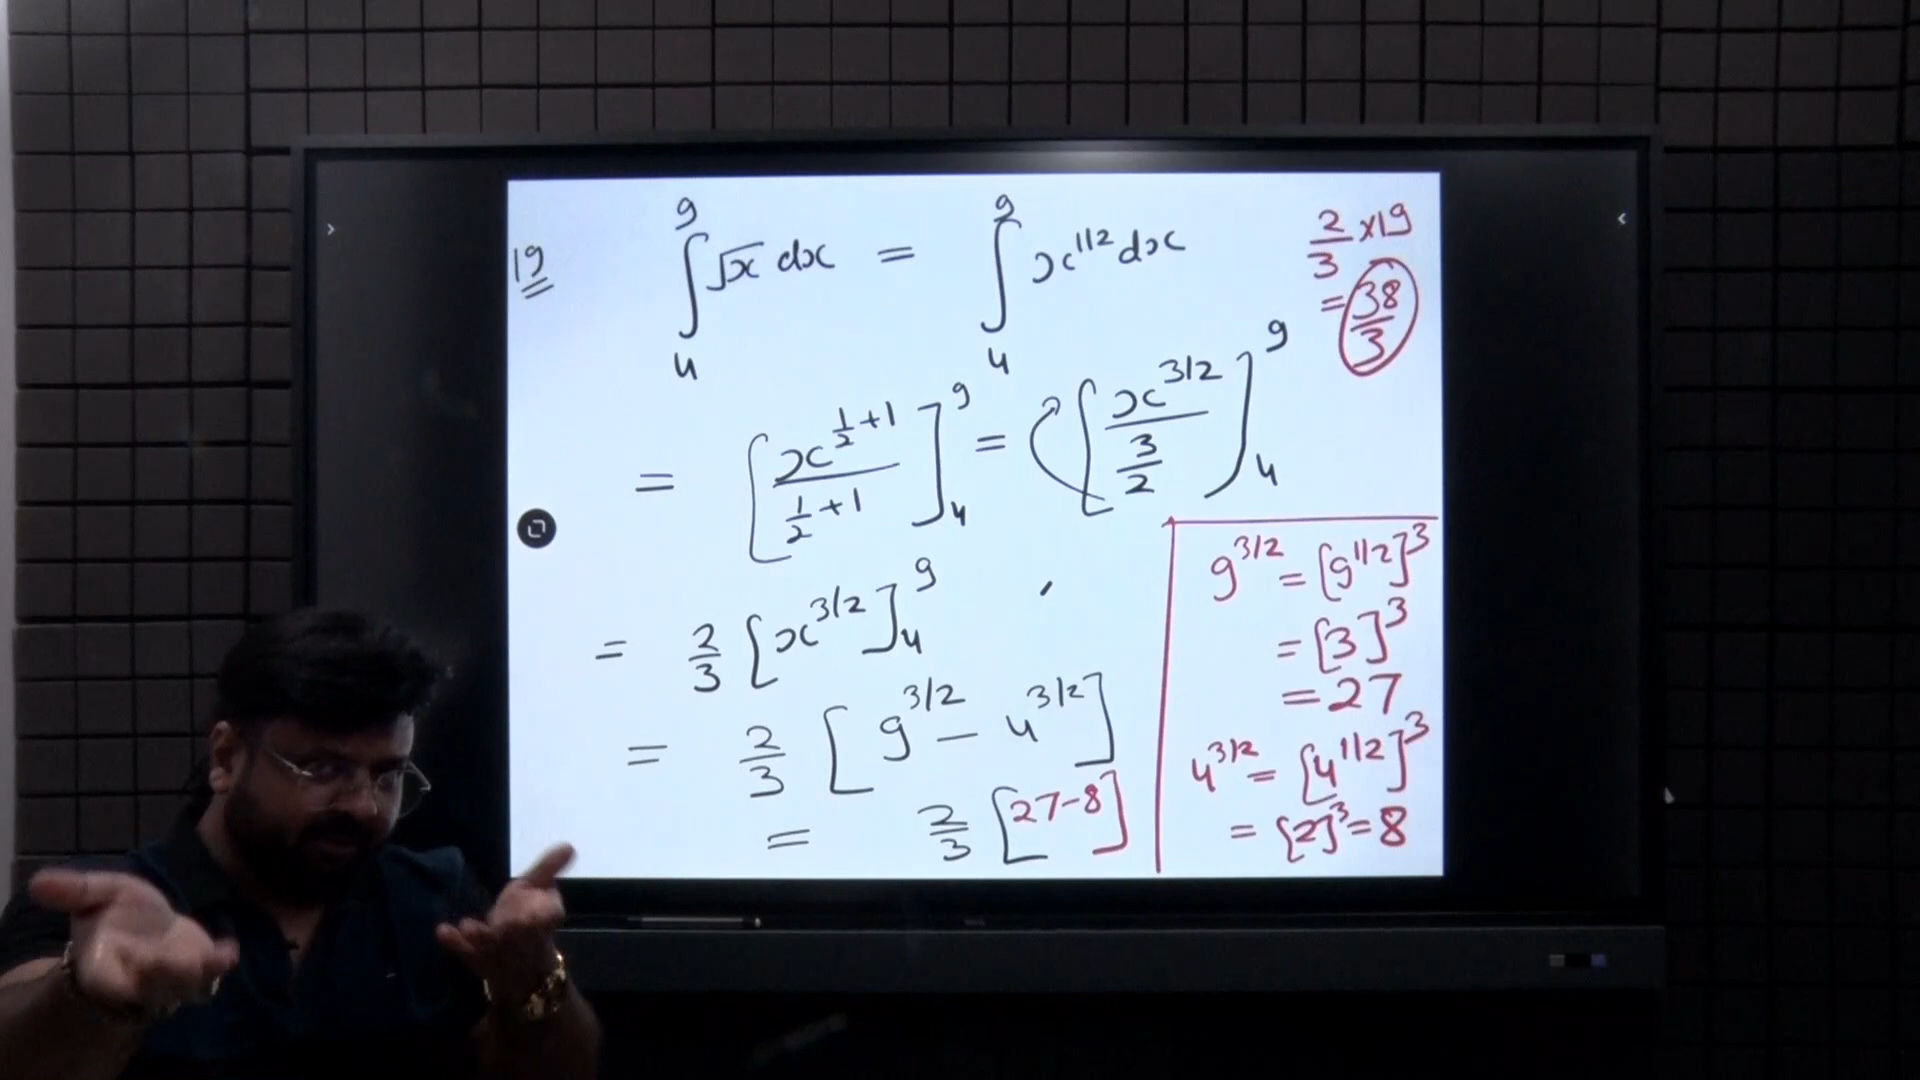 19 ∫₄⁹ √x dx = ∫₄⁹ x^{1/2} dx
= [x^{1/2+1} / (1/2+1)]₄⁹ = [x^{3/2} / (3/2)]₄⁹
= 2/3 [x^{3/2}]₄⁹
= 2/3 [9^{3/2} − 4^{3/2}]
= 2/3 [27-8]
2/3 ×19
= 38/3
9^{3/2} = [9^{1/2}]^3
= [3]^3
= 27
4^{3/2} = [4^{1/2}]^3
= [2]^3 = 8